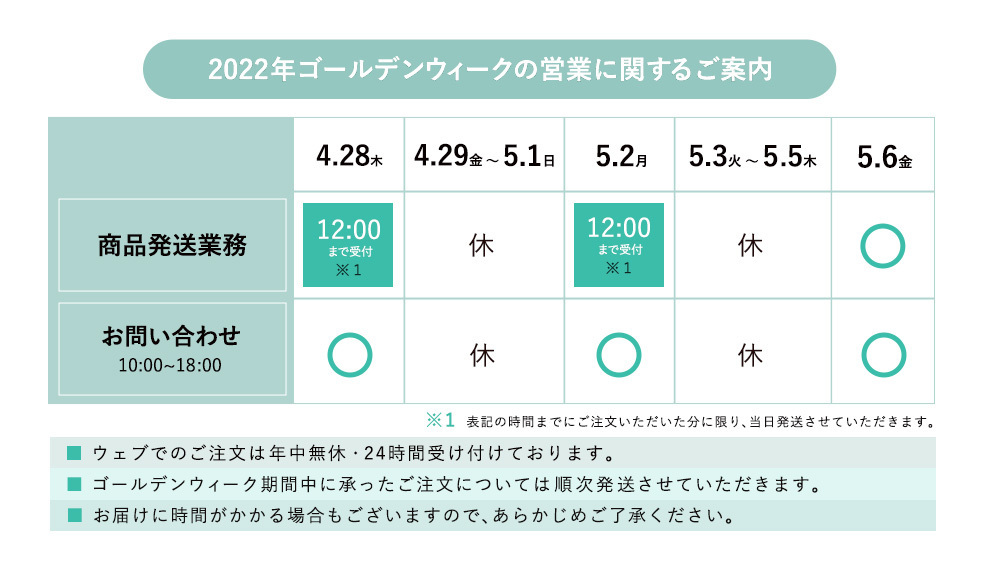 2022年ゴールデンウィークの営業に関するご案内
4.28木 4.29金～5.1日 5.2月 5.3火～5.5木 5.6金
商品発送業務 12:00まで受付※1 休 12:00まで受付※1 休 ○
お問い合わせ 10:00~18:00 ○ 休 ○ 休 ○
※1 表記の時間までにご注文いただいた分に限り、当日発送させていただきます。
■ ウェブでのご注文は年中無休・24時間受け付けております。
■ ゴールデンウィーク期間中に承ったご注文については順次発送させていただきます。
■ お届けに時間がかかる場合もございますので、あらかじめご了承ください。